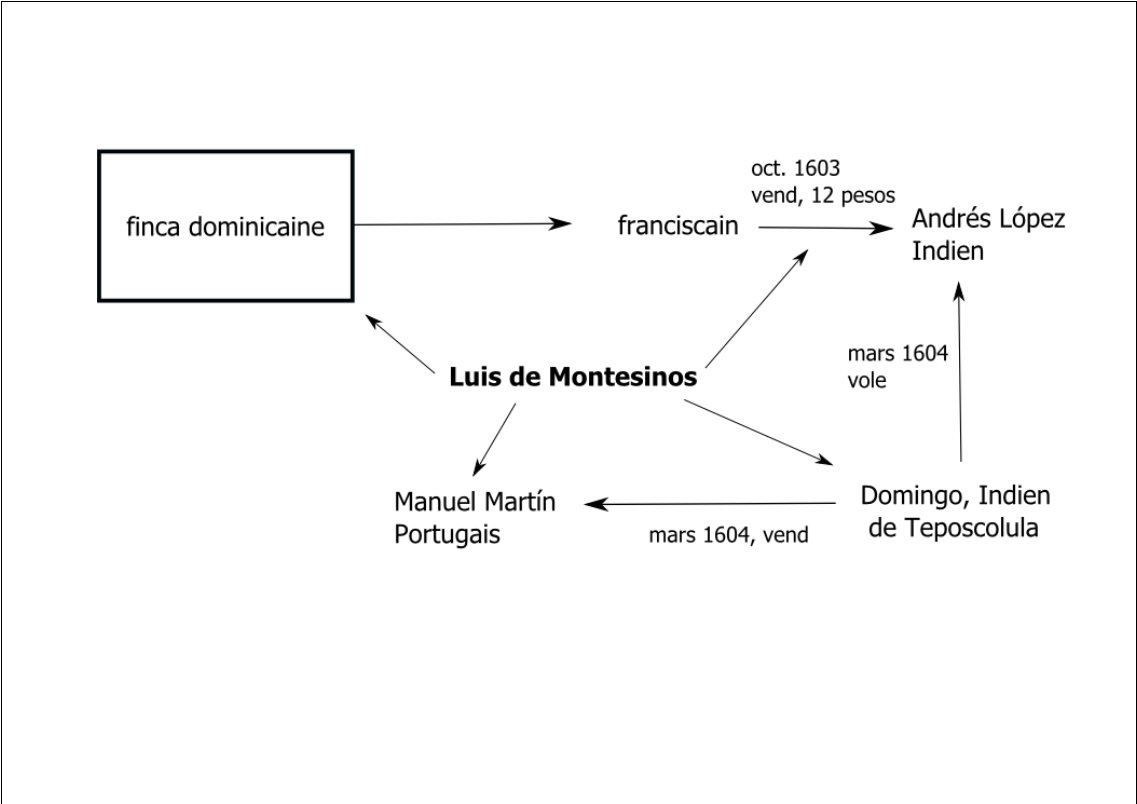 oct. 1603
vend, 12 pesos
finca dominicaine
franciscain
Andrés López
Indien
mars 1604
vole
Luis de Montesinos
Manuel Martín
Portugais
mars 1604, vend
Domingo, Indien
de Teposcolula